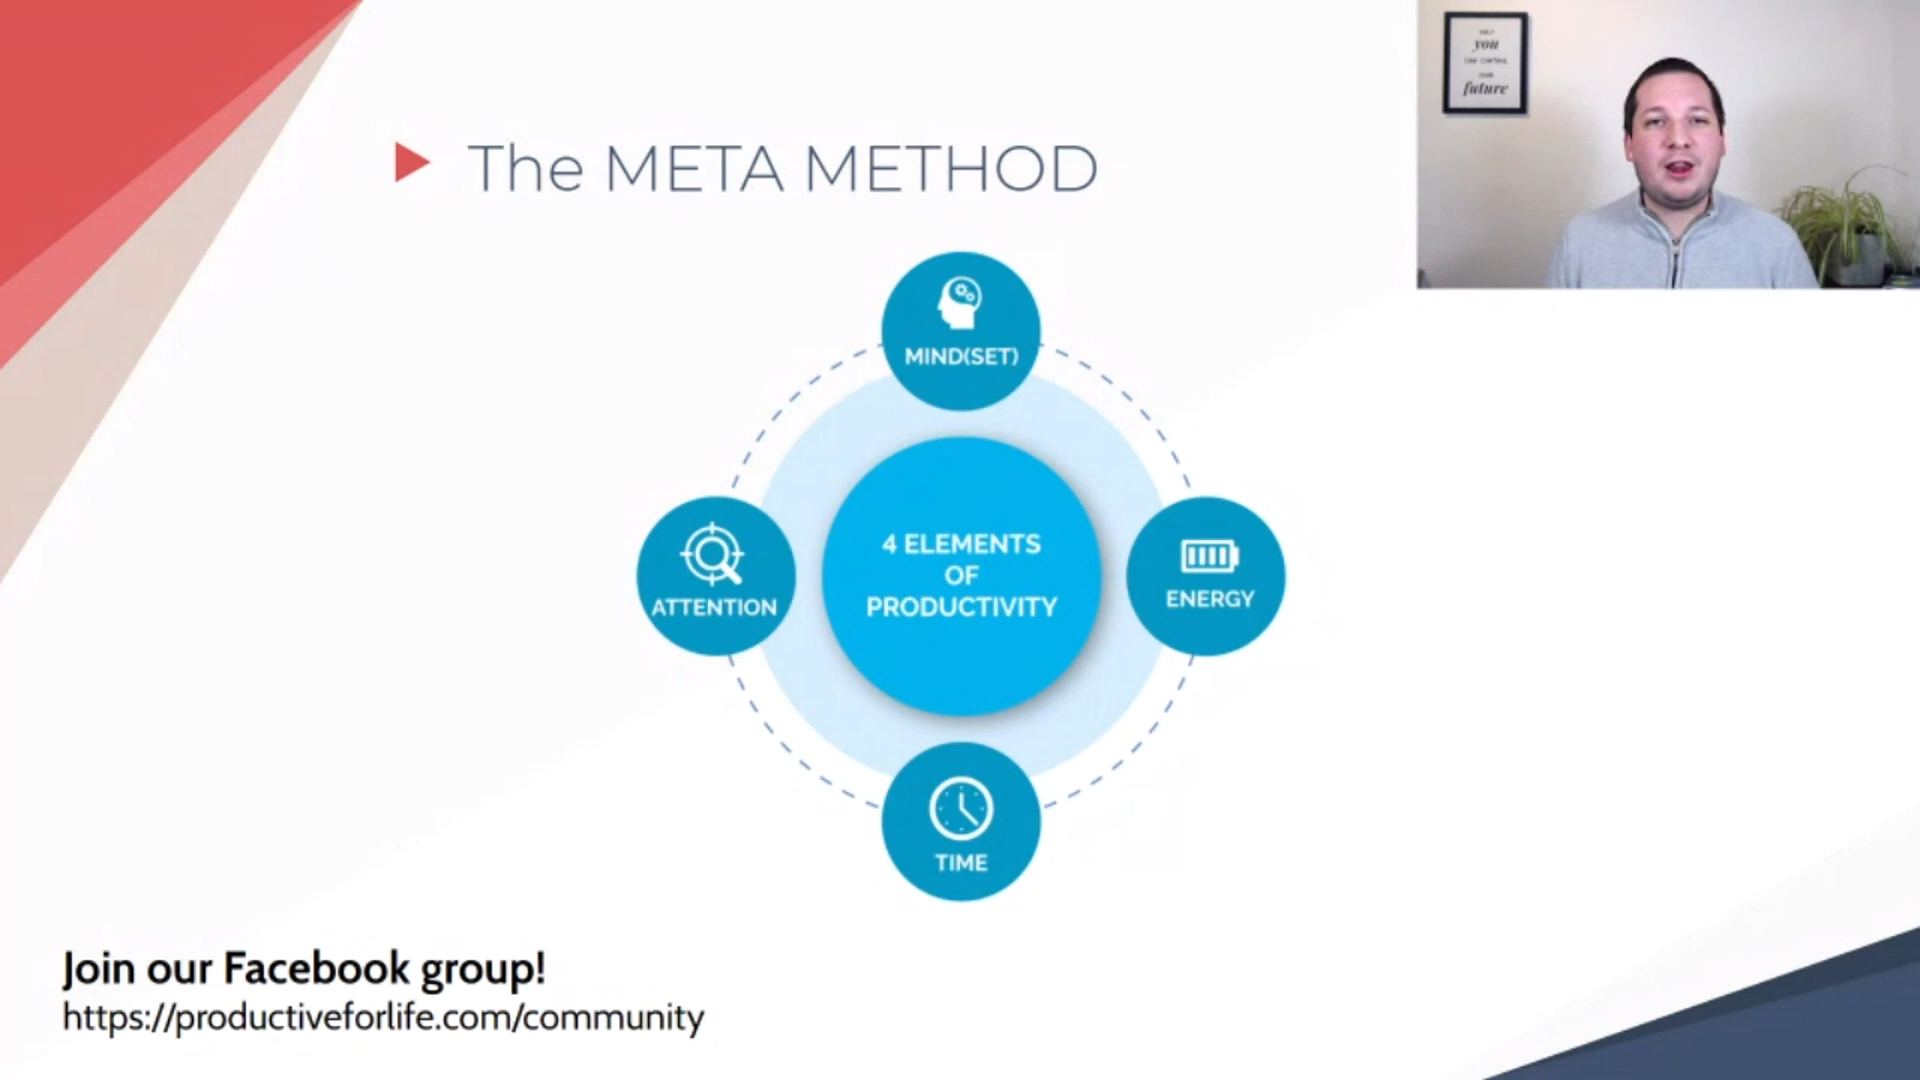 The META METHOD
you
future
MIND(SET)
ATTENTION
4 ELEMENTS
OF
PRODUCTIVITY
ENERGY
TIME
Join our Facebook group!
https://productiveforlife.com/community